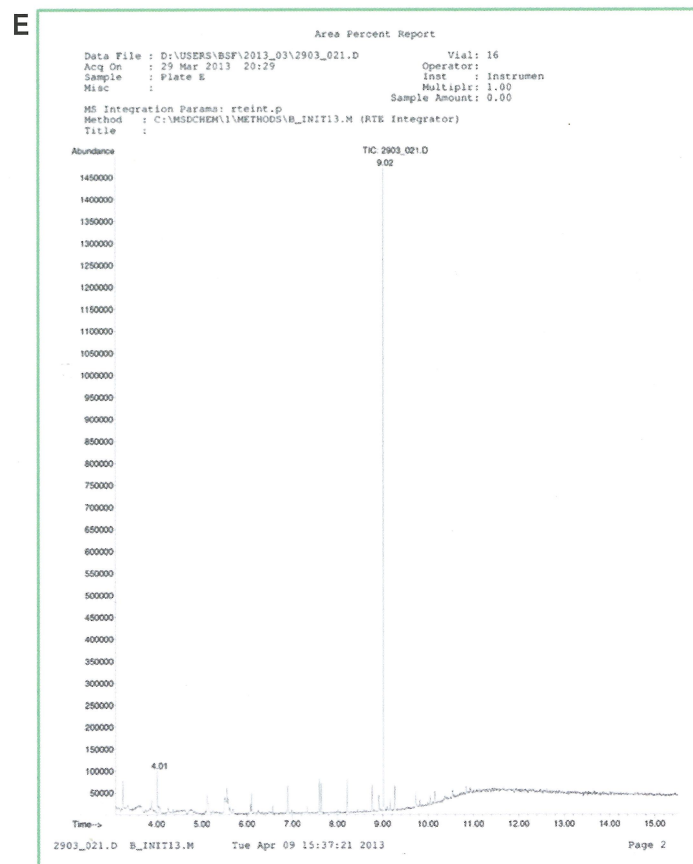 E
Area Percent Report
Data File : D:\USERS\BSF\2013_03\2903_021.D Vial: 16
Acq On : 29 Mar 2013 20:29 Operator:
Sample : Plate E Inst : Instrumen
Misc : Multiplr: 1.00
Sample Amount: 0.00
MS Integration Params: rteint.p
Method : C:\MSDCHEM\1\METHODS\B_INIT13.M (RTE Integrator)
Title :
Abundance TIC: 2903_021.D
9.02
1450000
1400000
1350000
1300000
1250000
1200000
1150000
1100000
1050000
1000000
950000
900000
850000
800000
750000
700000
650000
600000
550000
500000
450000
400000
350000
300000
250000
200000
150000
4.01
100000
50000
Time--> 4.00 5.00 6.00 7.00 8.00 9.00 10.00 11.00 12.00 13.00 14.00 15.00
2903_021.D B_INIT13.M Tue Apr 09 15:37:21 2013 Page 2